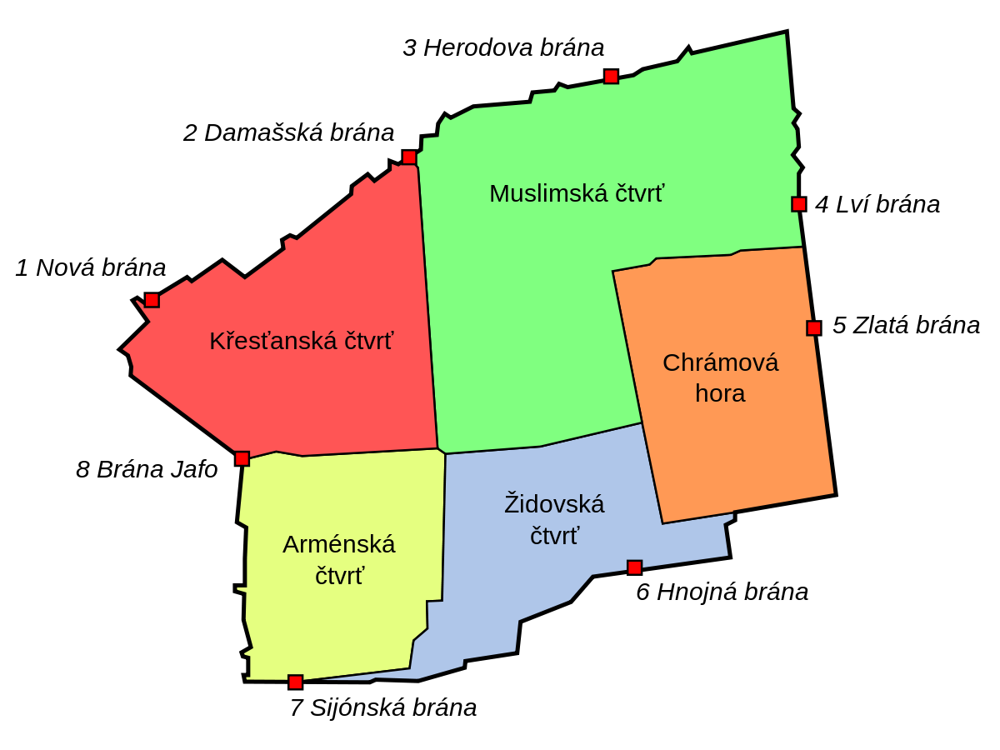 3 Herodova brána
2 Damašská brána
Muslimská čtvrť
4 Lví brána
1 Nová brána
5 Zlatá brána
Křesťanská čtvrť
Chrámová
hora
8 Brána Jafo
Židovská
čtvrť
Arménská
čtvrť
6 Hnojná brána
7 Sijónská brána